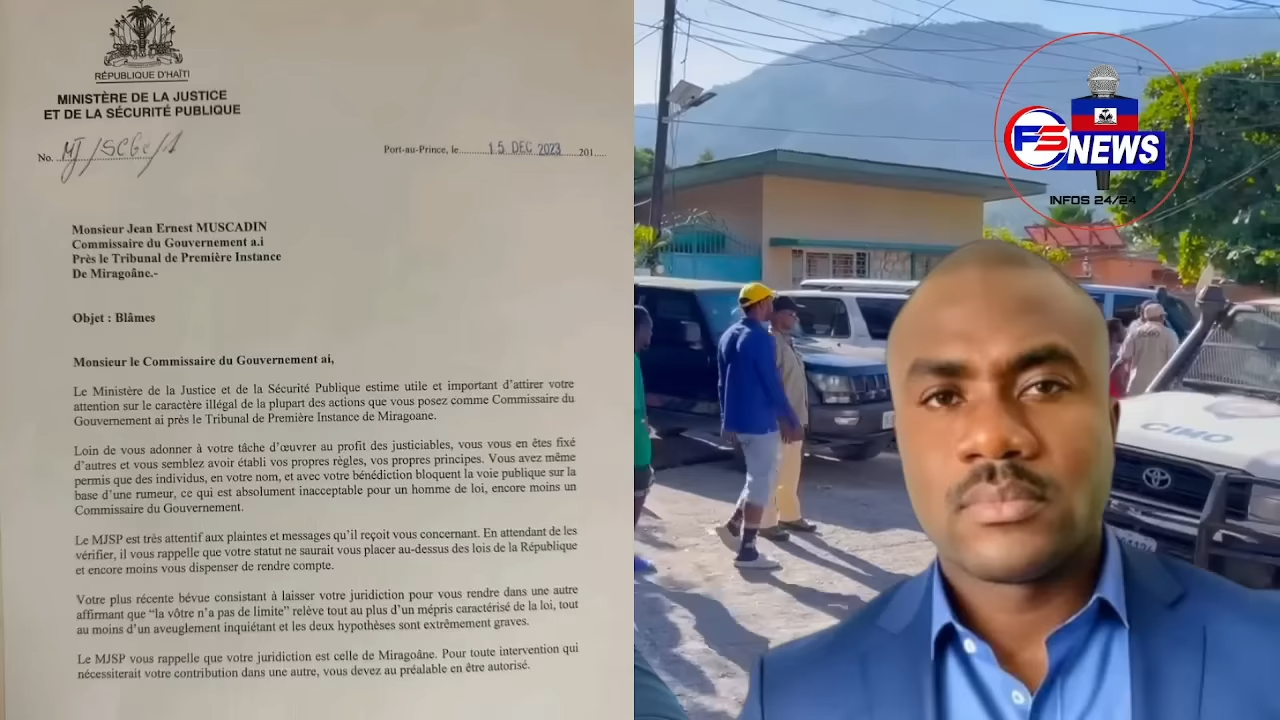 RÉPUBLIQUE D'HAÏTI
MINISTÈRE DE LA JUSTICE
ET DE LA SÉCURITÉ PUBLIQUE
No.
Port-au-Prince, le 15 DEC 2023 201
Monsieur Jean Ernest MUSCADIN
Commissaire du Gouvernement a.i
Près le Tribunal de Première Instance
De Miragoâne.-
Objet : Blâmes
Monsieur le Commissaire du Gouvernement ai,
Le Ministère de la Justice et de la Sécurité Publique estime utile et important d'attirer votre
attention sur le caractère illégal de la plupart des actions que vous posez comme Commissaire du
Gouvernement ai près le Tribunal de Première Instance de Miragoane.
Loin de vous adonner à votre tâche d'œuvrer au profit des justiciables, vous vous en êtes fixé
d'autres et vous semblez avoir établi vos propres règles, vos propres principes. Vous avez même
permis que des individus, en votre nom, et avec votre bénédiction bloquent la voie publique sur la
base d'une rumeur, ce qui est absolument inacceptable pour un homme de loi, encore moins un
Commissaire du Gouvernement.
Le MJSP est très attentif aux plaintes et messages qu'il reçoit vous concernant. En attendant de les
vérifier, il vous rappelle que votre statut ne saurait vous placer au-dessus des lois de la République
et encore moins vous dispenser de rendre compte.
Votre plus récente bévue consistant à laisser votre juridiction pour vous rendre dans une autre
affirmant que "la vôtre n'a pas de limite" relève tout au plus d'un mépris caractérisé de la loi, tout
au moins d'un aveuglement inquiétant et les deux hypothèses sont extrêmement graves.
Le MJSP vous rappelle que votre juridiction est celle de Miragoâne. Pour toute intervention qui
nécessiterait votre contribution dans une autre, vous devez au préalable en être autorisé.
FS NEWS
INFOS 24/24
CIMO
TOYOTA